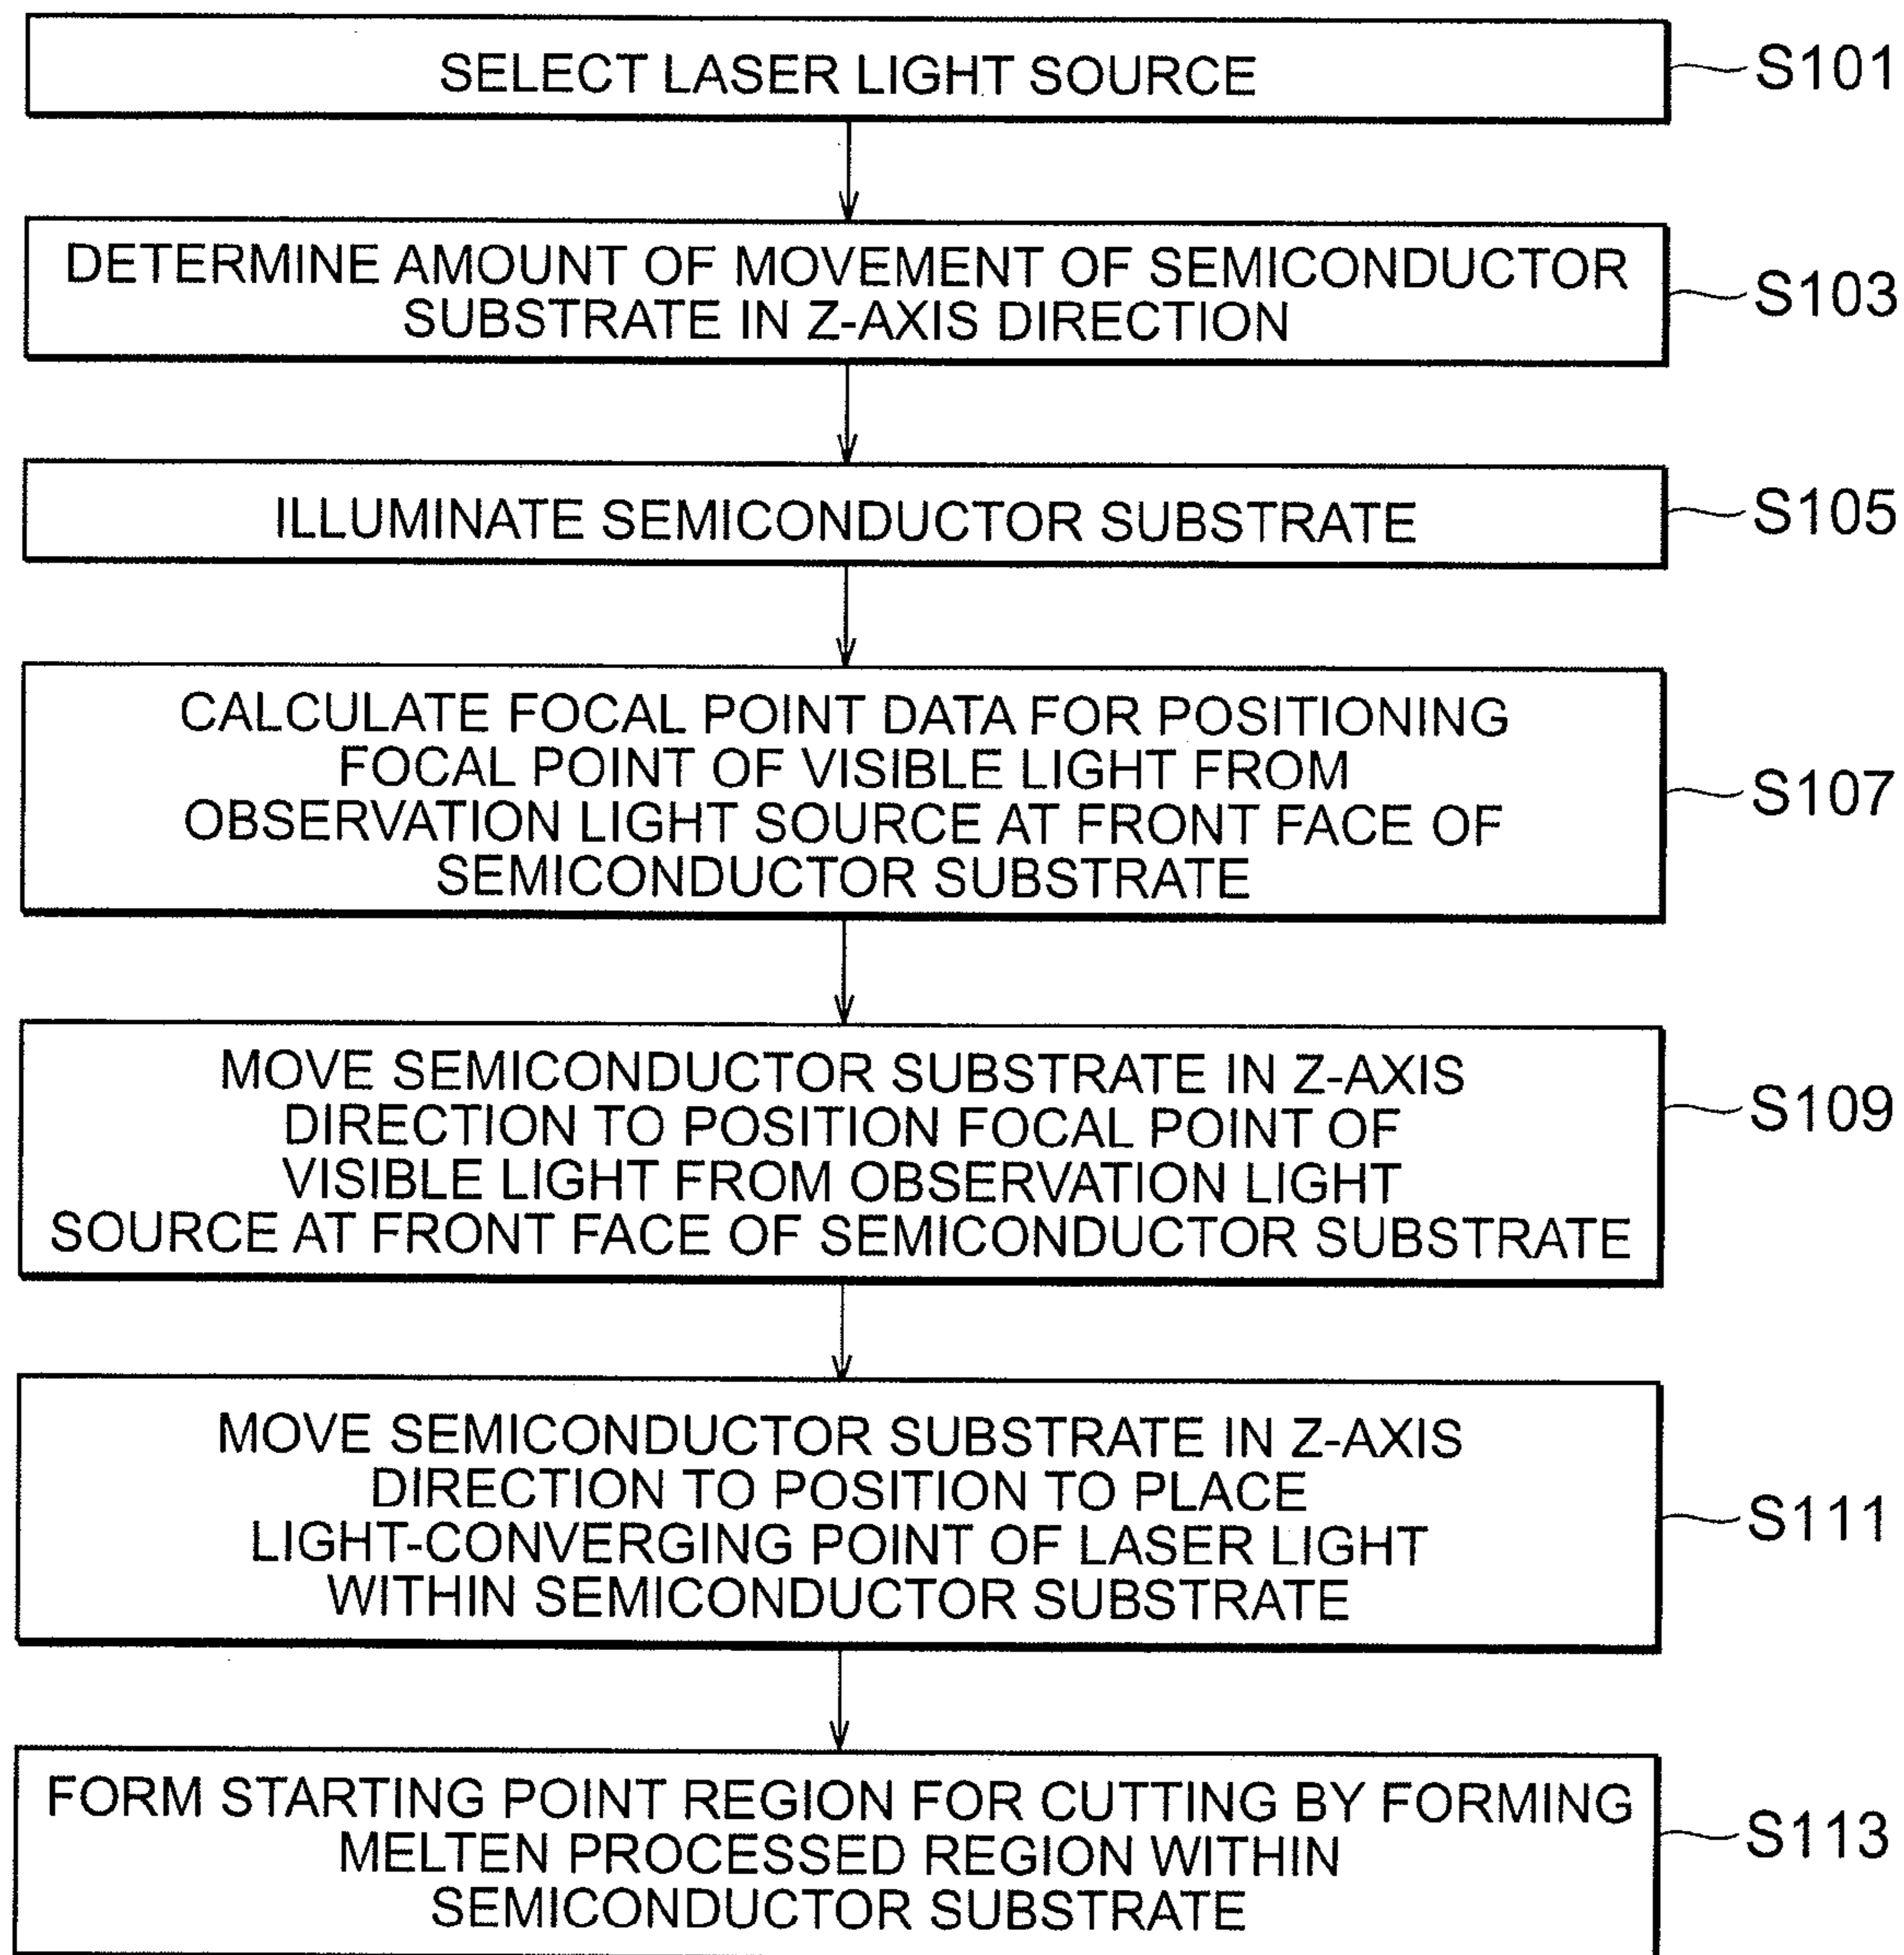 SELECT LASER LIGHT SOURCE
S101
DETERMINE AMOUNT OF MOVEMENT OF SEMICONDUCTOR
SUBSTRATE IN Z-AXIS DIRECTION
S103
ILLUMINATE SEMICONDUCTOR SUBSTRATE
S105
CALCULATE FOCAL POINT DATA FOR POSITIONING
FOCAL POINT OF VISIBLE LIGHT FROM
OBSERVATION LIGHT SOURCE AT FRONT FACE OF
SEMICONDUCTOR SUBSTRATE
S107
MOVE SEMICONDUCTOR SUBSTRATE IN Z-AXIS
DIRECTION TO POSITION FOCAL POINT OF
VISIBLE LIGHT FROM OBSERVATION LIGHT
SOURCE AT FRONT FACE OF SEMICONDUCTOR SUBSTRATE
S109
MOVE SEMICONDUCTOR SUBSTRATE IN Z-AXIS
DIRECTION TO POSITION TO PLACE
LIGHT-CONVERGING POINT OF LASER LIGHT
WITHIN SEMICONDUCTOR SUBSTRATE
S111
FORM STARTING POINT REGION FOR CUTTING BY FORMING
MELTEN PROCESSED REGION WITHIN
SEMICONDUCTOR SUBSTRATE
S113